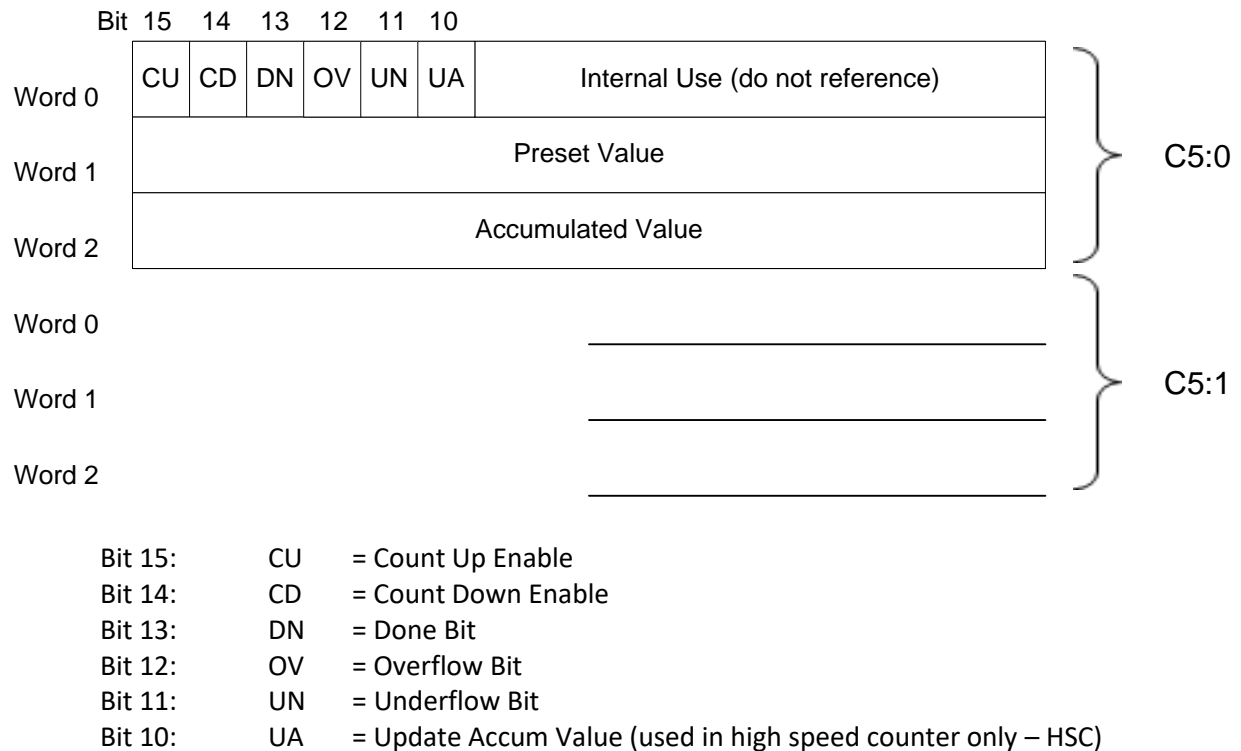 Bit 15 14 13 12 11 10
Word 0 CU CD DN OV UN UA Internal Use (do not reference)
Word 1 Preset Value
C5:0
Word 2 Accumulated Value
Word 0
Word 1
C5:1
Word 2
Bit 15: CU = Count Up Enable
Bit 14: CD = Count Down Enable
Bit 13: DN = Done Bit
Bit 12: OV = Overflow Bit
Bit 11: UN = Underflow Bit
Bit 10: UA = Update Accum Value (used in high speed counter only – HSC)